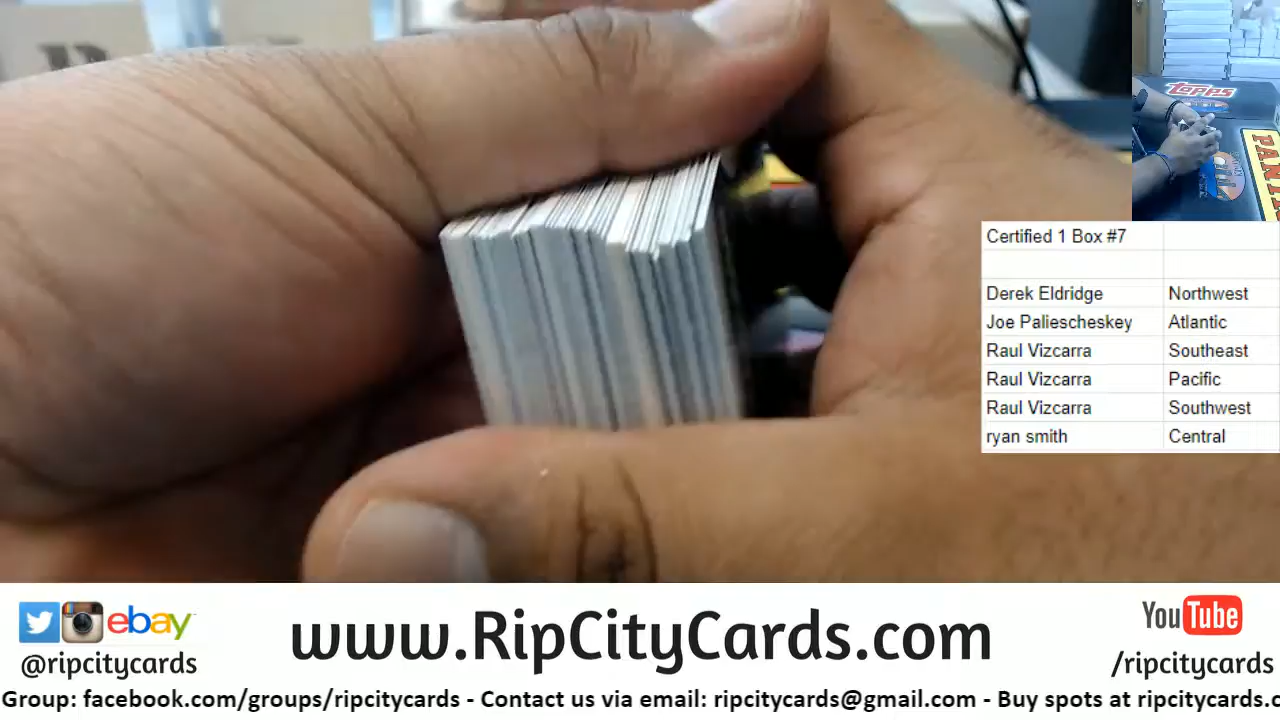 TOPPS
PANINI
Certified 1 Box #7
Derek Eldridge Northwest
Joe Paliescheskey Atlantic
Raul Vizcarra Southeast
Raul Vizcarra Pacific
Raul Vizcarra Southwest
ryan smith Central
ebay
@ripcitycards
www.RipCityCards.com
YouTube
/ripcitycards
Group: facebook.com/groups/ripcitycards - Contact us via email: ripcitycards@gmail.com - Buy spots at ripcitycards.c